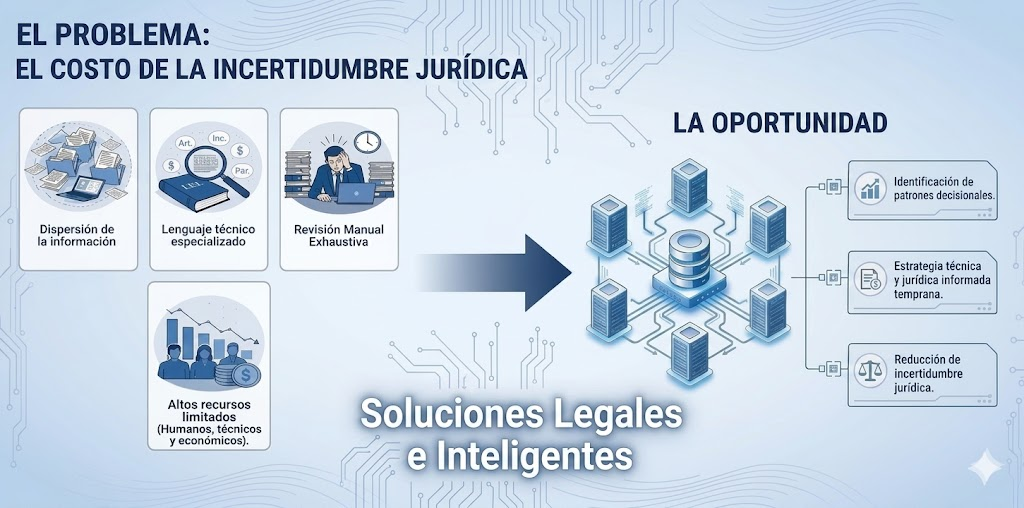 EL PROBLEMA:
EL COSTO DE LA INCERTIDUMBRE JURÍDICA
Dispersión de
la información
Art.
Inc.
$
$
Par.
Lenguaje técnico
especializado
Revisión Manual
Exhaustiva
$
Altos recursos
limitados
(Humanos, técnicos
y económicos).
LA OPORTUNIDAD
Identificación de
patrones decisionales.
$
Estrategia técnica
y jurídica informada
temprana.
Reducción de
incertidumbre
jurídica.
Soluciones Legales
e Inteligentes